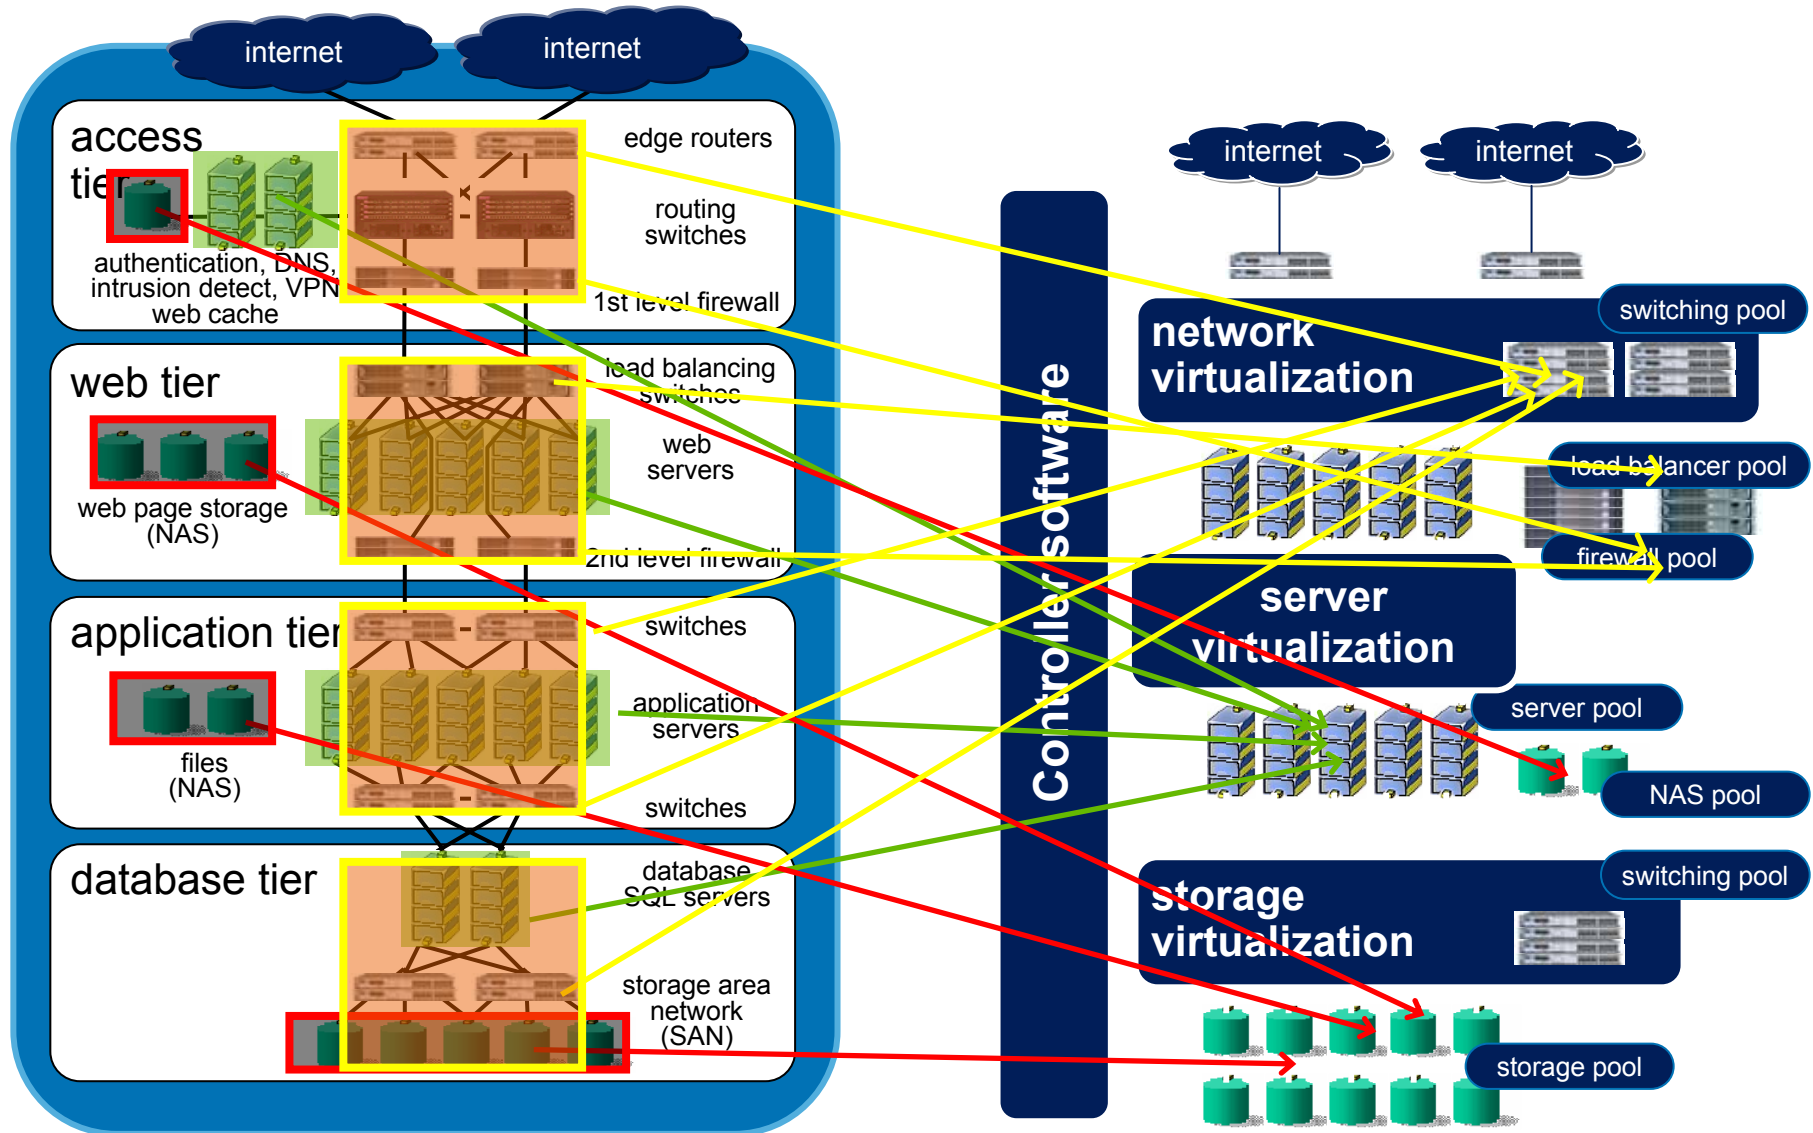 internet
internet
access
tier
edge routers
routing
switches
authentication, DNS,
intrusion detect, VPN
web cache
1st level firewall
web tier
load balancing
switches
web
servers
web page storage
(NAS)
2nd level firewall
application tier
switches
application
servers
files
(NAS)
switches
database tier
database
SQL servers
storage area
network
(SAN)
Controller software
internet
internet
switching pool
network
virtualization
load balancer pool
firewall pool
server
virtualization
server pool
NAS pool
switching pool
storage
virtualization
storage pool